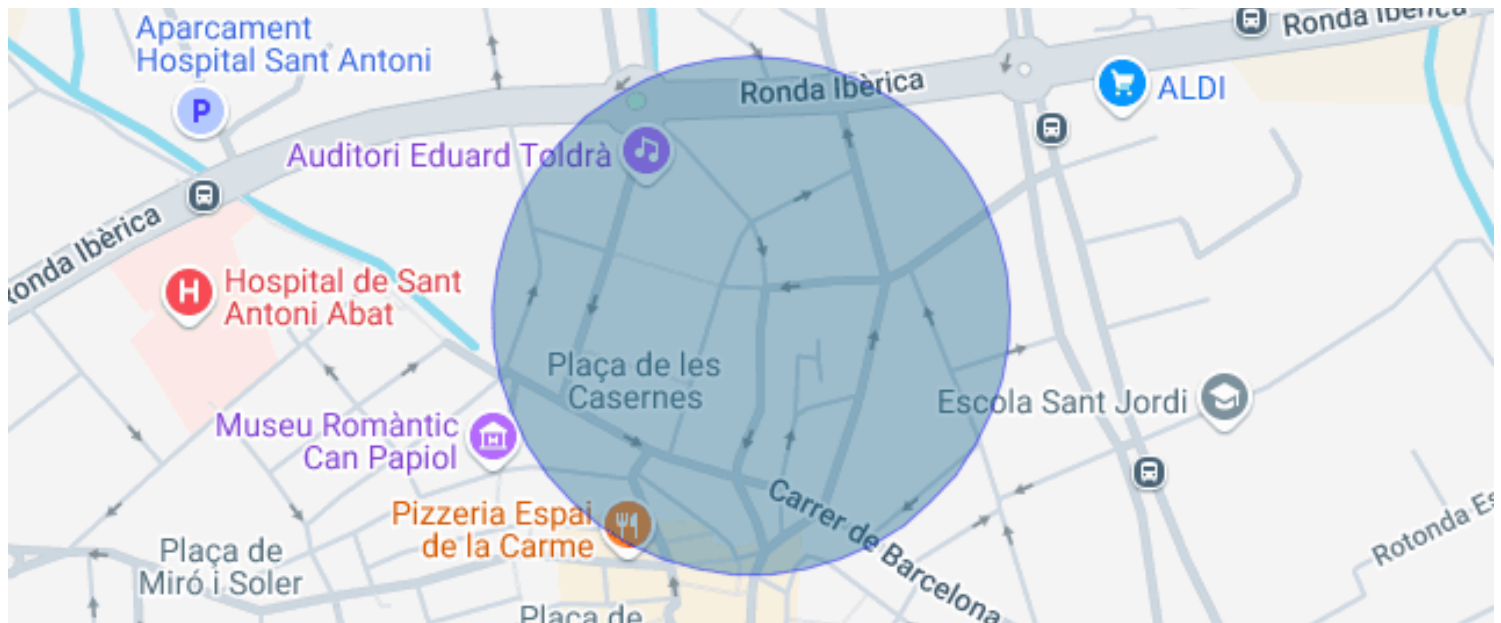 Aparcament
Hospital Sant Antoni
P
Ronda Ibèrica
Ronda Ibèrica
ALDI
Auditori Eduard Toldrà
Ronda Ibèrica
H
Hospital de Sant
Antoni Abat
Plaça de les
Casernes
Escola Sant Jordi
Museu Romàntic
Can Papiol
Carrer de Barcelona
Pizzeria Espai
de la Carme
Plaça de
Miró i Soler
Rotonda Es
Plaça de